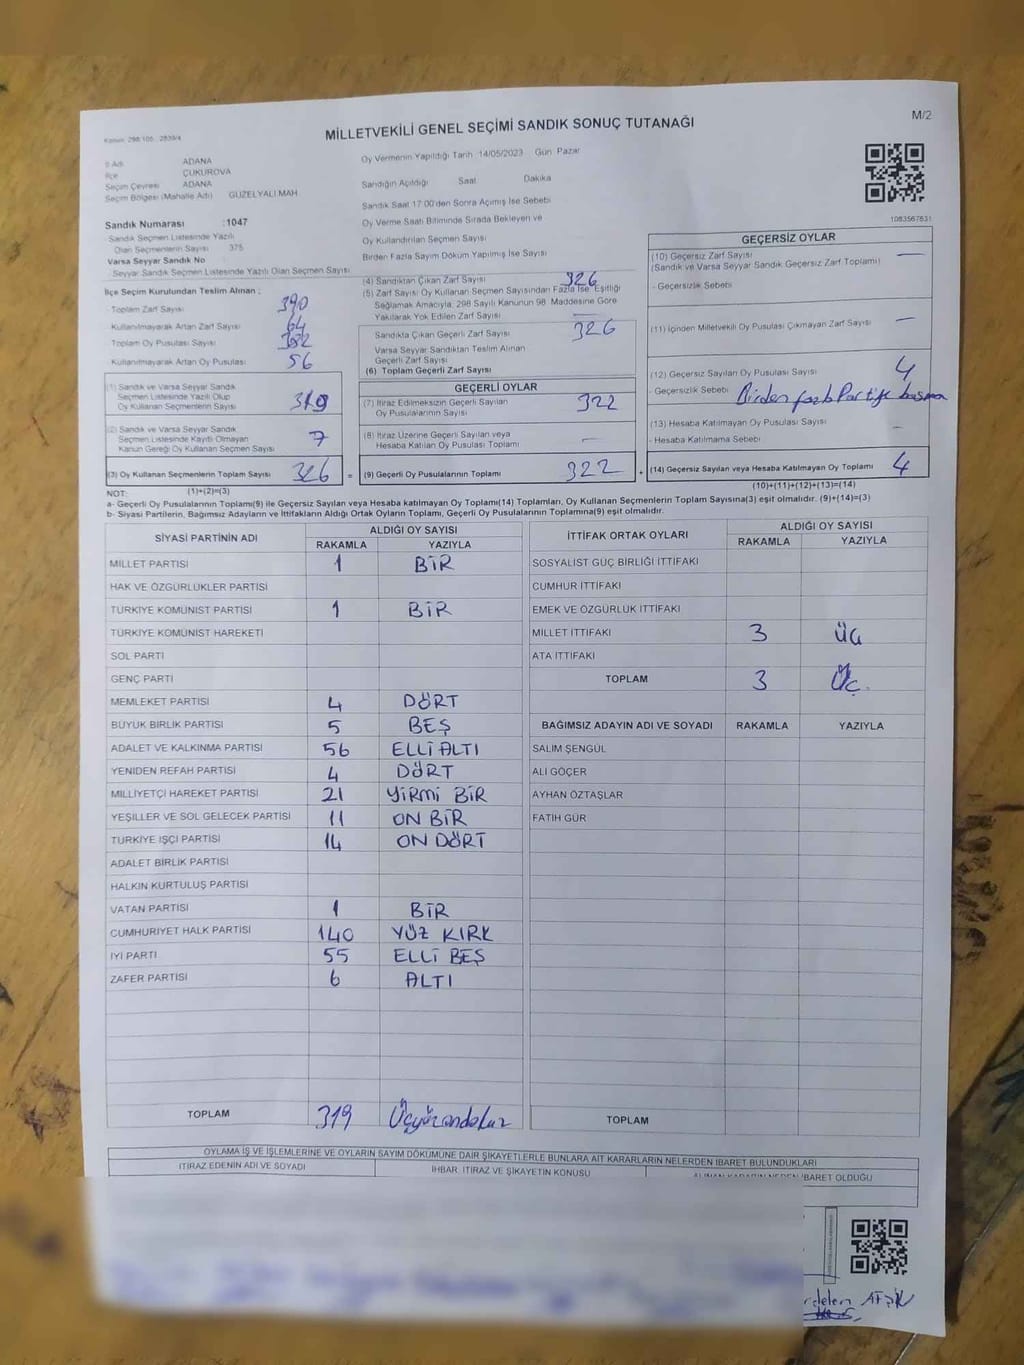 M/2
MİLLETVEKİLİ GENEL SEÇİMİ SANDIK SONUÇ TUTANAĞI
Kanun: 298/105
İl Adı ADANA
İlçe ÇUKUROVA
Seçim Çevresi ADANA
Seçim Bölgesi (Mahalle Adı) GÜZELYALI MAH
Sandık Numarası :1047
Sandık Seçmen Listesinde Yazılı
Olan Seçmenlerin Sayısı 375
Varsa Seyyar Sandık No
Seyyar Sandık Seçmen Listesinde Yazılı Olan Seçmen Sayısı
İlçe Seçim Kurulundan Teslim Alınan ;
Toplam Zarf Sayısı 390
Kullanılmayarak Artan Zarf Sayısı 64
Toplam Oy Pusulası Sayısı
Kullanılmayarak Artan Oy Pusulası 56
(1) Sandık ve Varsa Seyyar Sandık
Seçmen Listesinde Yazılı Olup
Oy Kullanan Seçmenlerin Sayısı 319
(2) Sandık ve Varsa Seyyar Sandık
Seçmen Listesinde Kayıtlı Olmayan
Kanun Gereği Oy Kullanan Seçmen Sayısı 7
(3) Oy Kullanan Seçmenlerin Toplam Sayısı 326 =
(1)+(2)=(3)
Oy Vermenin Yapıldığı Tarih 14/05/2023 Gün Pazar
Sandığın Açıldığı Saat Dakika
Sandık Saat 17:00'den Sonra Açılmış İse Sebebi
Oy Verme Saati Bitiminde Sırada Bekleyen ve
Oy Kullandırılan Seçmen Sayısı
Birden Fazla Sayım Döküm Yapılmış İse Sayısı
(4) Sandıktan Çıkan Zarf Sayısı 326
(5) Zarf Sayısı Oy Kullanan Seçmen Sayısından Fazla İse, Eşitliği
Sağlamak Amacıyla, 298 Sayılı Kanunun 98. Maddesine Göre
Yakılarak Yok Edilen Zarf Sayısı —
Sandıkta Çıkan Geçerli Zarf Sayısı 326
Varsa Seyyar Sandıktan Teslim Alınan
Geçerli Zarf Sayısı
(6) Toplam Geçerli Zarf Sayısı
GEÇERLİ OYLAR
(7) İtiraz Edilmeksizin Geçerli Sayılan
Oy Pusulalarının Sayısı 322
(8) İtiraz Üzerine Geçerli Sayılan veya
Hesaba Katılan Oy Pusulası Toplamı —
(9) Geçerli Oy Pusulalarının Toplamı 322 +
1083567831
GEÇERSİZ OYLAR
(10) Geçersiz Zarf Sayısı —
(Sandık ve Varsa Seyyar Sandık Geçersiz Zarf Toplamı)
- Geçersizlik Sebebi
(11) İçinden Milletvekili Oy Pusulası Çıkmayan Zarf Sayısı —
(12) Geçersiz Sayılan Oy Pusulası Sayısı 4
- Geçersizlik Sebebi Birden fazla Partiye basma
(13) Hesaba Katılmayan Oy Pusulası Sayısı -
- Hesaba Katılmama Sebebi
(14) Geçersiz Sayılan veya Hesaba Katılmayan Oy Toplamı 4
(10)+(11)+(12)+(13)=(14)
NOT:
a- Geçerli Oy Pusulalarının Toplamı(9) ile Geçersiz Sayılan veya Hesaba katılmayan Oy Toplamı(14) Toplamları, Oy Kullanan Seçmenlerin Toplam Sayısına(3) eşit olmalıdır. (9)+(14)=(3)
b- Siyasi Partilerin, Bağımsız Adayların ve İttifakların Aldığı Ortak Oyların Toplamı, Geçerli Oy Pusulalarının Toplamına(9) eşit olmalıdır.
SİYASİ PARTİNİN ADI ALDIĞI OY SAYISI
RAKAMLA YAZIYLA
MİLLET PARTİSİ 1 BİR
HAK VE ÖZGÜRLÜKLER PARTİSİ
TÜRKİYE KOMÜNİST PARTİSİ 1 BİR
TÜRKİYE KOMÜNİST HAREKETİ
SOL PARTİ
GENÇ PARTİ
MEMLEKET PARTİSİ 4 DÖRT
BÜYÜK BİRLİK PARTİSİ 5 BEŞ
ADALET VE KALKINMA PARTİSİ 56 ELLİ ALTI
YENİDEN REFAH PARTİSİ 4 DÖRT
MİLLİYETÇİ HAREKET PARTİSİ 21 YİRMİ BİR
YEŞİLLER VE SOL GELECEK PARTİSİ 11 ON BİR
TÜRKİYE İŞÇİ PARTİSİ 14 ON DÖRT
ADALET BİRLİK PARTİSİ
HALKIN KURTULUŞ PARTİSİ
VATAN PARTİSİ 1 BİR
CUMHURİYET HALK PARTİSİ 140 YÜZ KIRK
İYİ PARTİ 55 ELLİ BEŞ
ZAFER PARTİSİ 6 ALTI
TOPLAM 319 Üçyüzondokuz
İTTİFAK ORTAK OYLARI ALDIĞI OY SAYISI
RAKAMLA YAZIYLA
SOSYALİST GÜÇ BİRLİĞİ İTTİFAKI
CUMHUR İTTİFAKI
EMEK VE ÖZGÜRLÜK İTTİFAKI
MİLLET İTTİFAKI 3 ÜÇ
ATA İTTİFAKI
TOPLAM 3 Üç.
BAĞIMSIZ ADAYIN ADI VE SOYADI RAKAMLA YAZIYLA
SALİM ŞENGÜL
ALİ GÖÇER
AYHAN ÖZTAŞLAR
FATİH GÜR
TOPLAM
OYLAMA İŞ VE İŞLEMLERİNE VE OYLARIN SAYIM DÖKÜMÜNE DAİR ŞİKAYETLERLE BUNLARA AİT KARARLARIN NELERDEN İBARET BULUNDUKLARI
İTİRAZ EDENİN ADI VE SOYADI İHBAR, İTİRAZ VE ŞİKAYETİN KONUSU ALINAN KARARIN NEDEN İBARET OLDUĞU